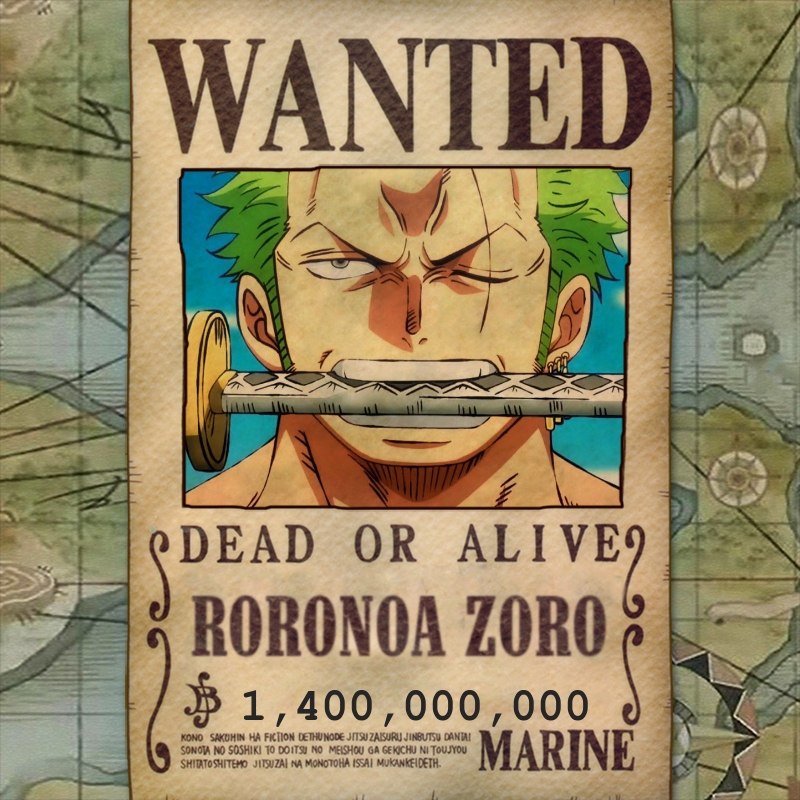 WANTED
DEAD OR ALIVE
RORONOA ZORO
1,400,000,000
KONO SAKUHIN HA FICTION DETHUNODE JITSUZAISURU JINBUTSU DANTAI
SONOTA NO SOSHIKI TO DOITSU NO MEISHOU GA GEKICHU NI TOUJYOU
SHITATOSHITEMO JITSUZAI NA MONOTOHA ISSAI MUKANKEIDETH.
MARINE